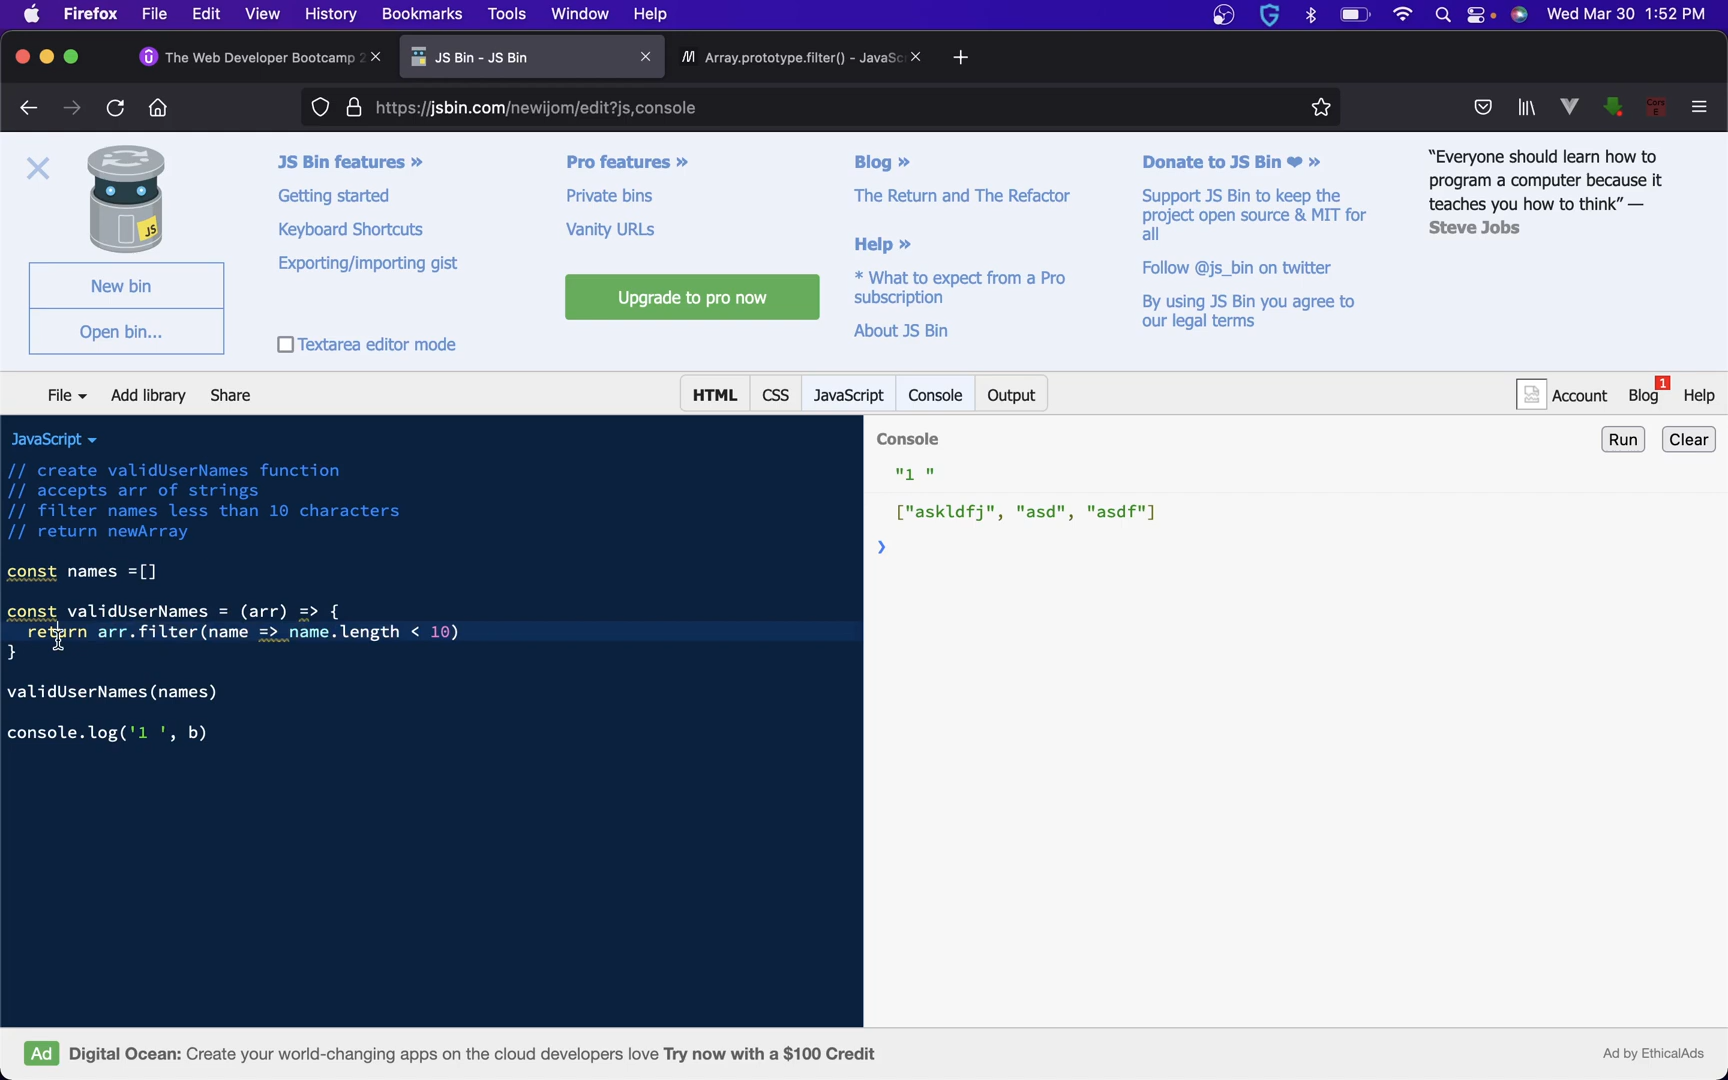 Firefox File Edit View History Bookmarks Tools Window Help Wed Mar 30 1:52 PM
The Web Developer Bootcamp 2
JS Bin - JS Bin
Array.prototype.filter() - JavaSc
https://jsbin.com/newijom/edit?js,console
JS Bin features »
Getting started
Keyboard Shortcuts
Exporting/importing gist
Textarea editor mode
New bin
Open bin...
JS
Pro features »
Private bins
Vanity URLs
Upgrade to pro now
Blog »
The Return and The Refactor
Help »
* What to expect from a Pro
subscription
About JS Bin
Donate to JS Bin ❤ »
Support JS Bin to keep the
project open source & MIT for
all
Follow @js_bin on twitter
By using JS Bin you agree to
our legal terms
“Everyone should learn how to
program a computer because it
teaches you how to think” —
Steve Jobs
File Add library Share HTML CSS JavaScript Console Output Account Blog 1 Help
JavaScript
// create validUserNames function
// accepts arr of strings
// filter names less than 10 characters
// return newArray
const names =[]
const validUserNames = (arr) => {
return arr.filter(name => name.length < 10)
}
validUserNames(names)
console.log('1 ', b)
Console Run Clear
"1 "
["askldfj", "asd", "asdf"]
❯
Ad Digital Ocean: Create your world-changing apps on the cloud developers love Try now with a $100 Credit Ad by EthicalAds